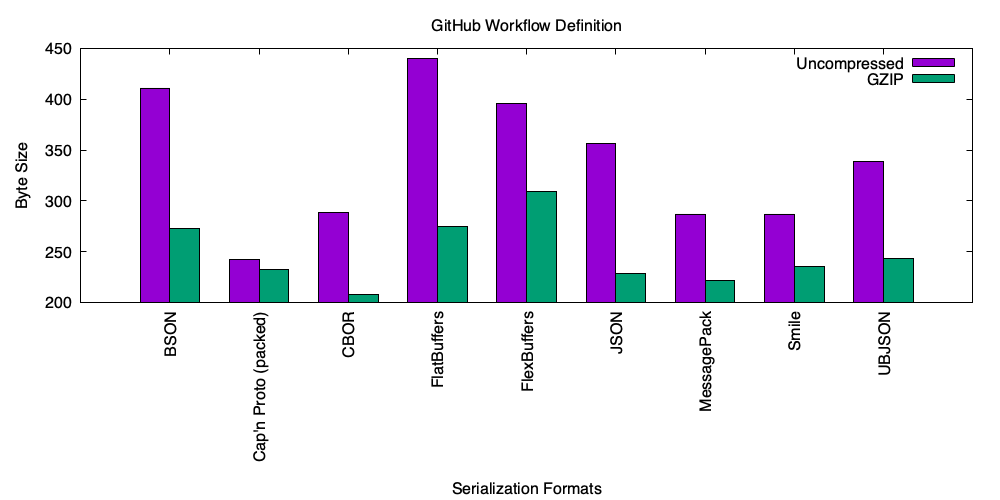 GitHub Workflow Definition
Uncompressed
GZIP
Byte Size
450
400
350
300
250
200
BSON
Cap'n Proto (packed)
CBOR
FlatBuffers
FlexBuffers
JSON
MessagePack
Smile
UBJSON
Serialization Formats